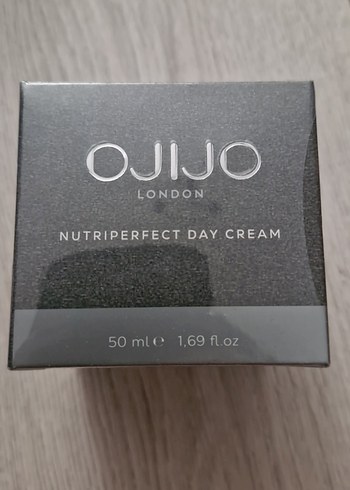 OJIJO
LONDON
NUTRIPERFECT DAY CREAM
50 ml ℮ 1,69 fl.oz